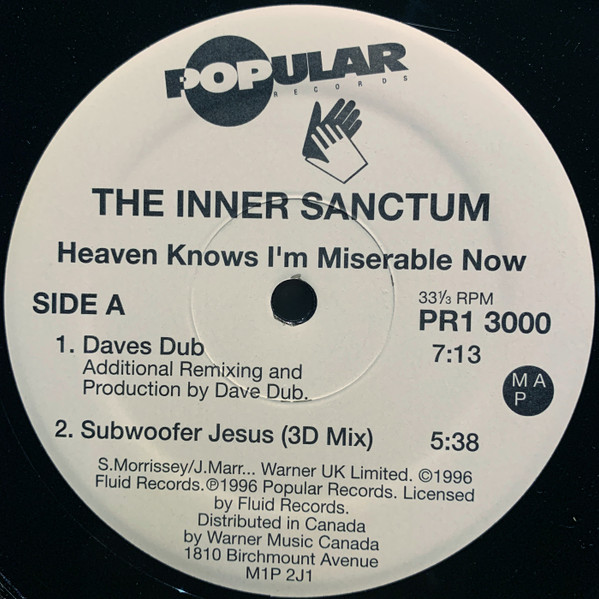 POPULAR
RECORDS
THE INNER SANCTUM
Heaven Knows I'm Miserable Now
SIDE A
33⅓ RPM
PR1 3000
1. Daves Dub 7:13
Additional Remixing and
Production by Dave Dub.
MA
P
2. Subwoofer Jesus (3D Mix) 5:38
S.Morrissey/J.Marr... Warner UK Limited. ©1996
Fluid Records.℗1996 Popular Records. Licensed
by Fluid Records.
Distributed in Canada
by Warner Music Canada
1810 Birchmount Avenue
M1P 2J1